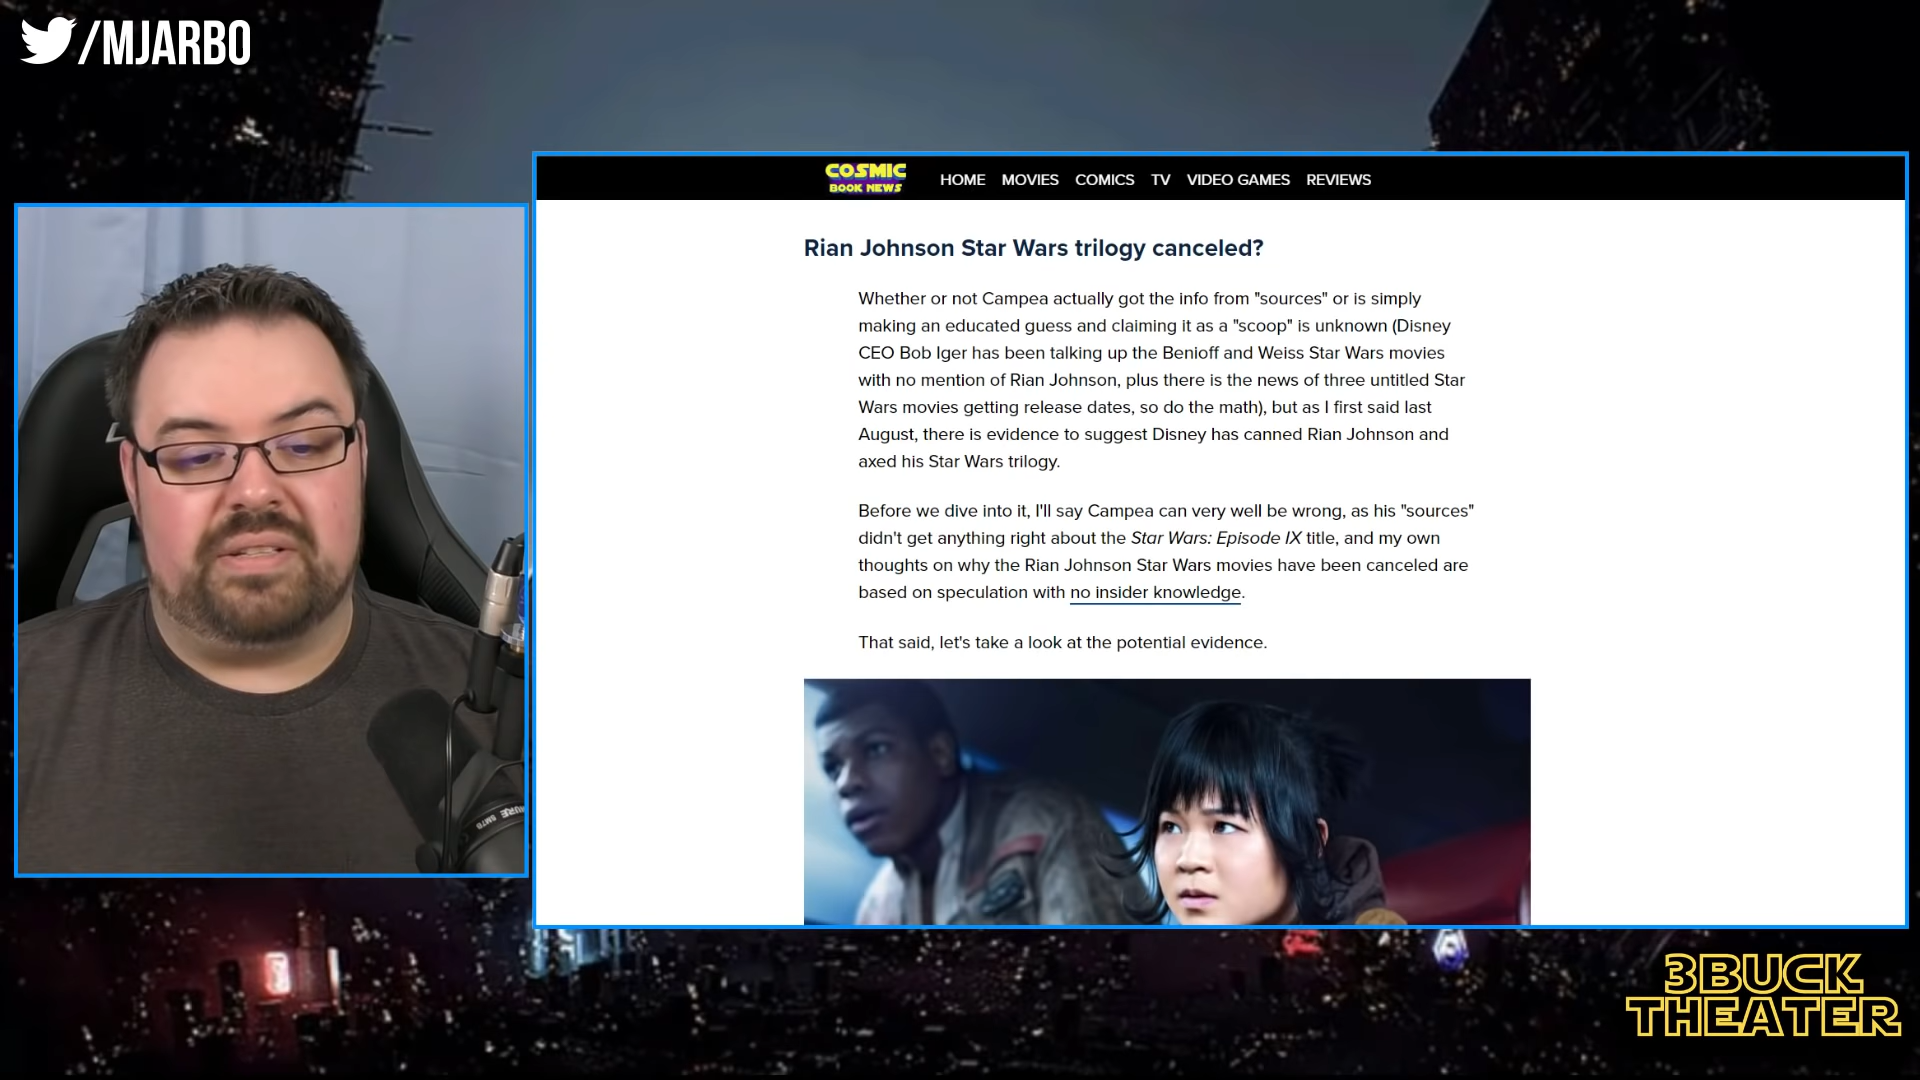 /MJARBO
COSMIC
BOOK NEWS
HOME MOVIES COMICS TV VIDEO GAMES REVIEWS
Rian Johnson Star Wars trilogy canceled?
Whether or not Campea actually got the info from "sources" or is simply
making an educated guess and claiming it as a "scoop" is unknown (Disney
CEO Bob Iger has been talking up the Benioff and Weiss Star Wars movies
with no mention of Rian Johnson, plus there is the news of three untitled Star
Wars movies getting release dates, so do the math), but as I first said last
August, there is evidence to suggest Disney has canned Rian Johnson and
axed his Star Wars trilogy.
Before we dive into it, I'll say Campea can very well be wrong, as his "sources"
didn't get anything right about the Star Wars: Episode IX title, and my own
thoughts on why the Rian Johnson Star Wars movies have been canceled are
based on speculation with no insider knowledge.
That said, let's take a look at the potential evidence.
SHURE SM7B
3BUCK
THEATER